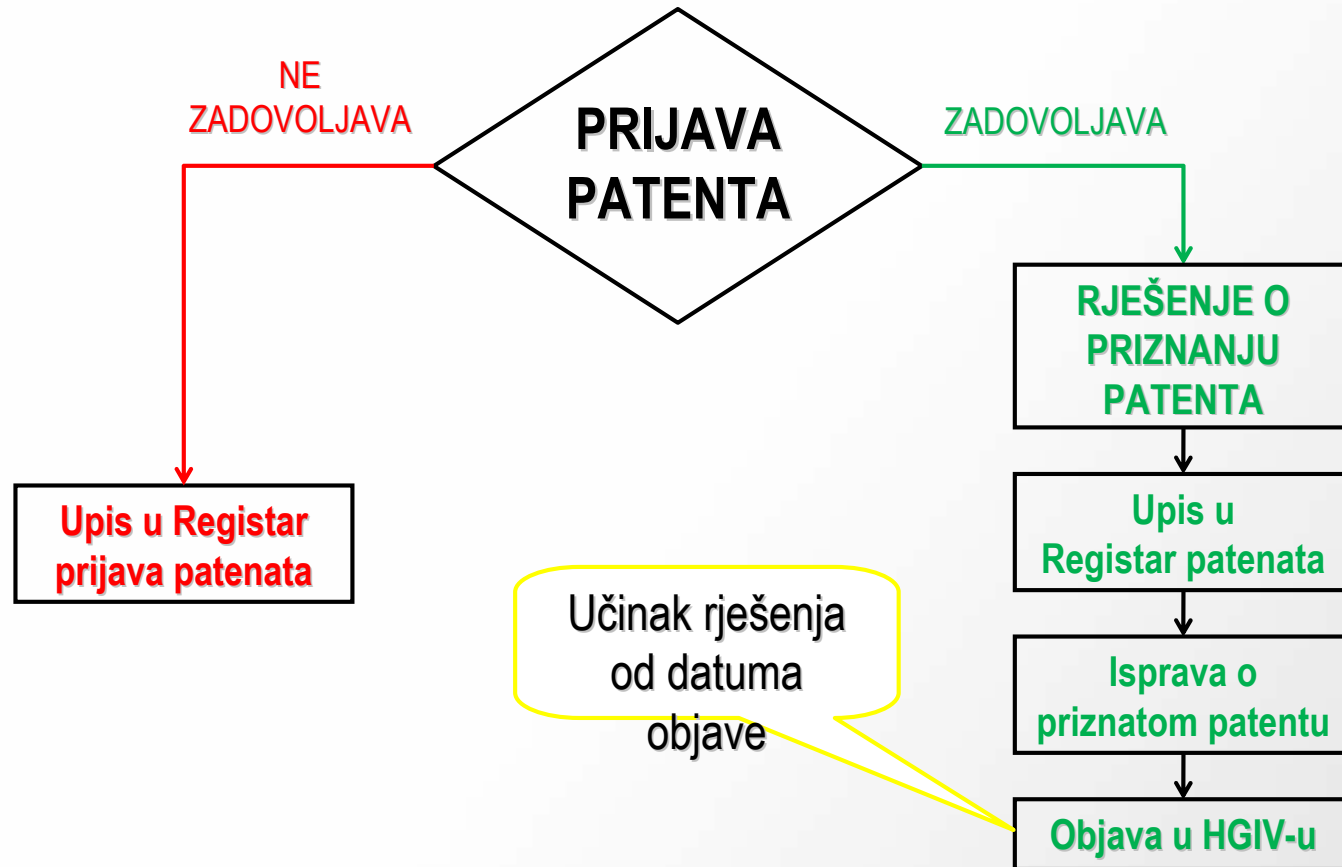 NE
ZADOVOLJAVA
PRIJAVA
PATENTA
ZADOVOLJAVA
RJEŠENJE O
PRIZNANJU
PATENTA
Upis u Registar
prijava patenata
Upis u
Registar patenata
Učinak rješenja
od datuma
objave
Isprava o
priznatom patentu
Objava u HGIV-u